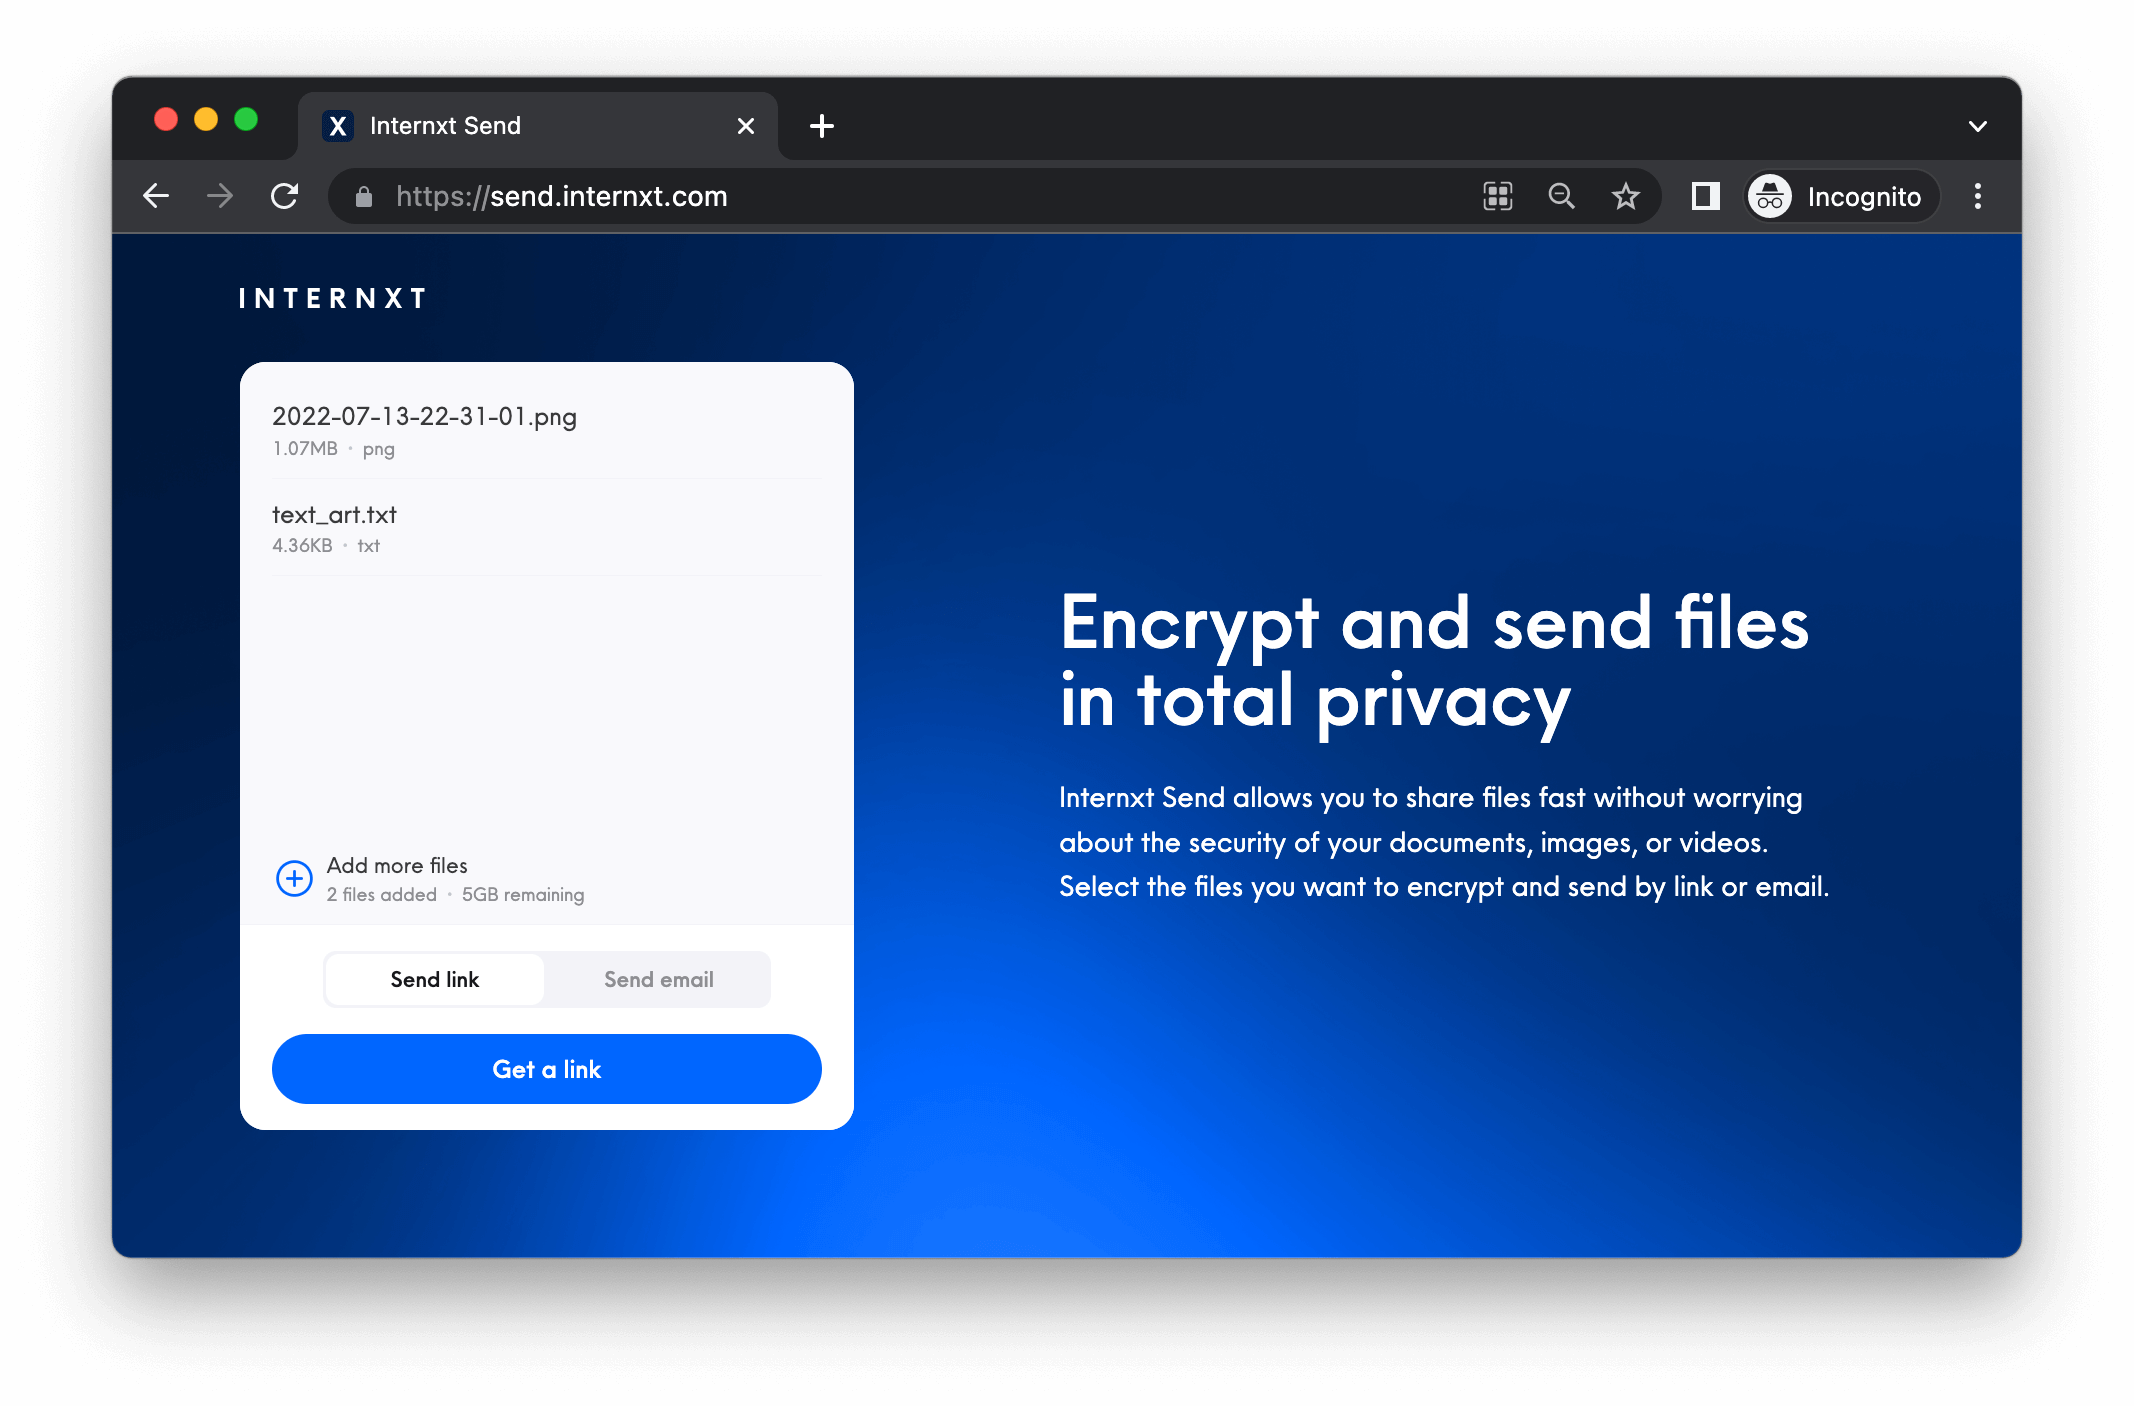 Internxt Send
https://send.internxt.com
Incognito
INTERNXT
2022-07-13-22-31-01.png
1.07MB · png
text_art.txt
4.36KB · txt
Add more files
2 files added · 5GB remaining
Send link
Send email
Get a link
Encrypt and send files
in total privacy
Internxt Send allows you to share files fast without worrying
about the security of your documents, images, or videos.
Select the files you want to encrypt and send by link or email.